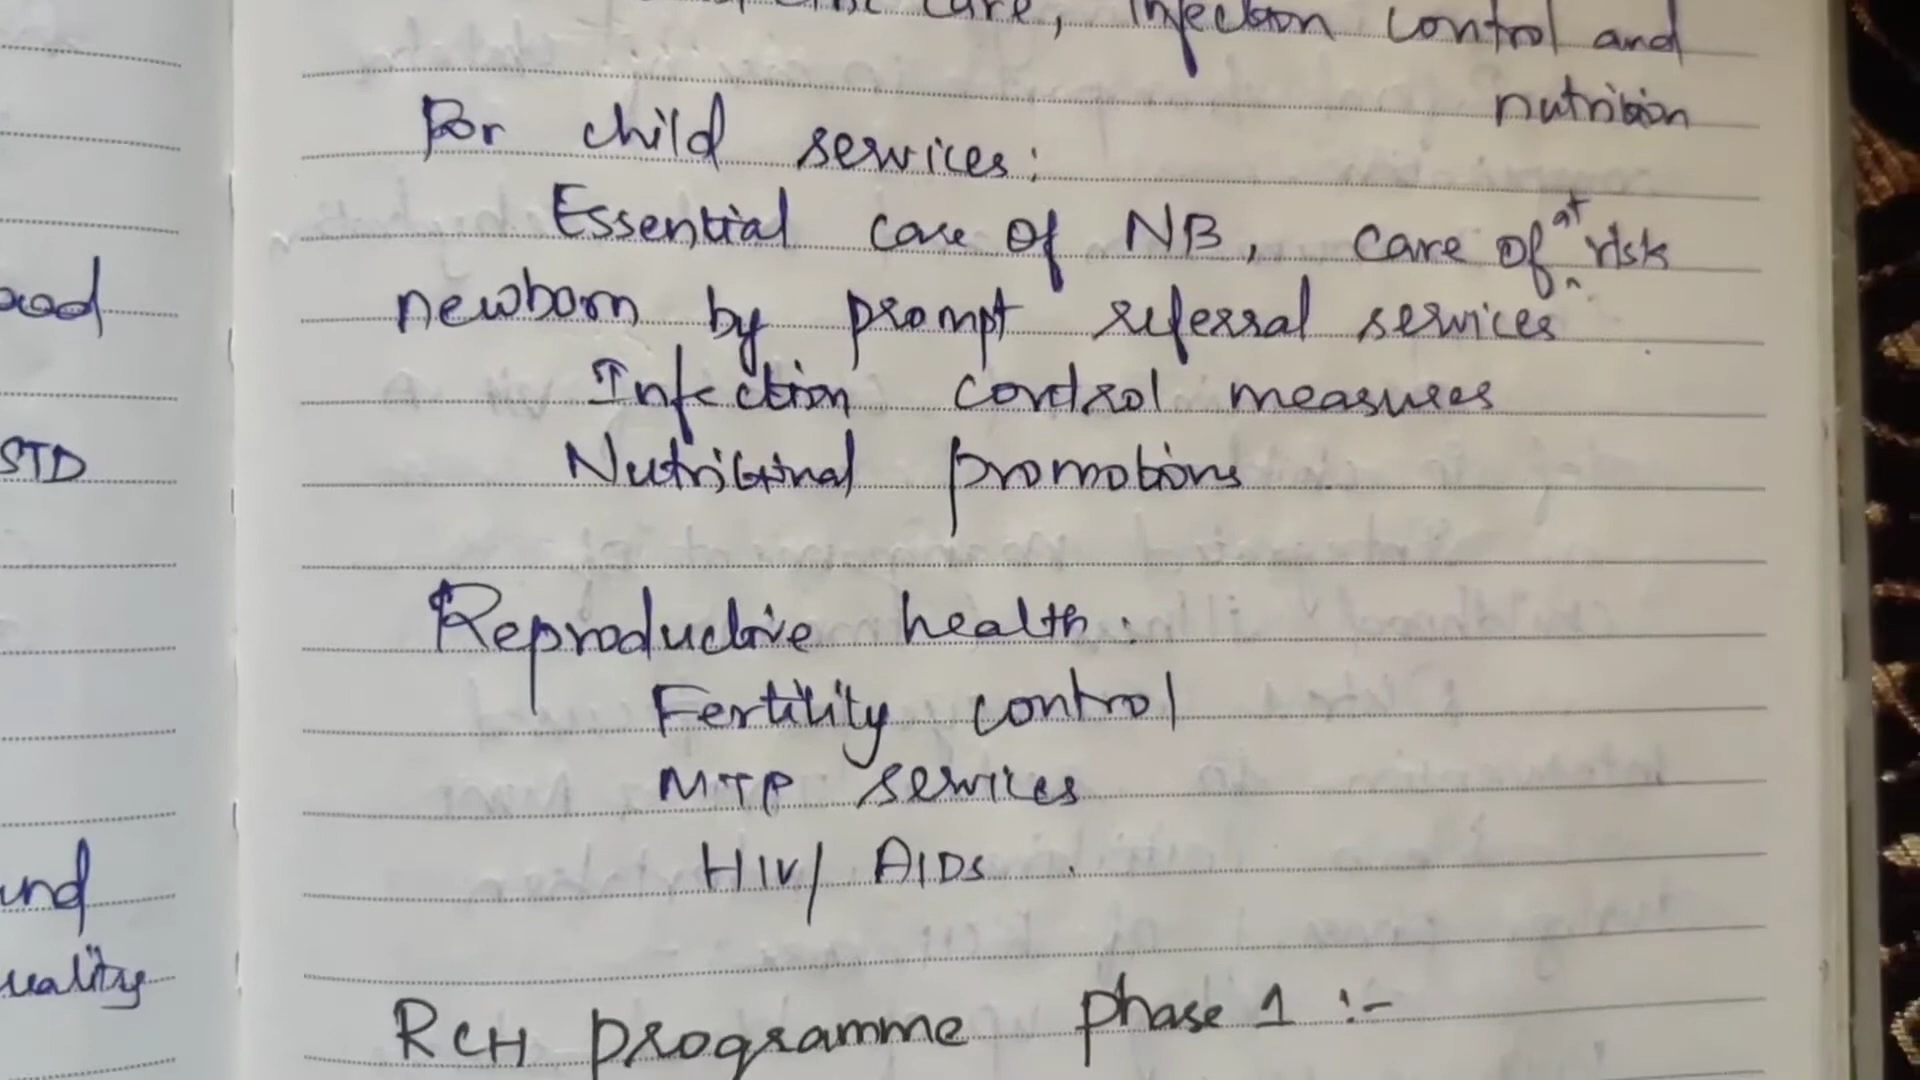 STD
care, Infection control and
nutrition
For child services:
Essential care of NB, care of at risk
newborn by prompt referral services
Infection control measures
Nutritional promotions
Reproductive health:
Fertility control
MTP services
HIV/ AIDS.
RCH programme phase 1 :-